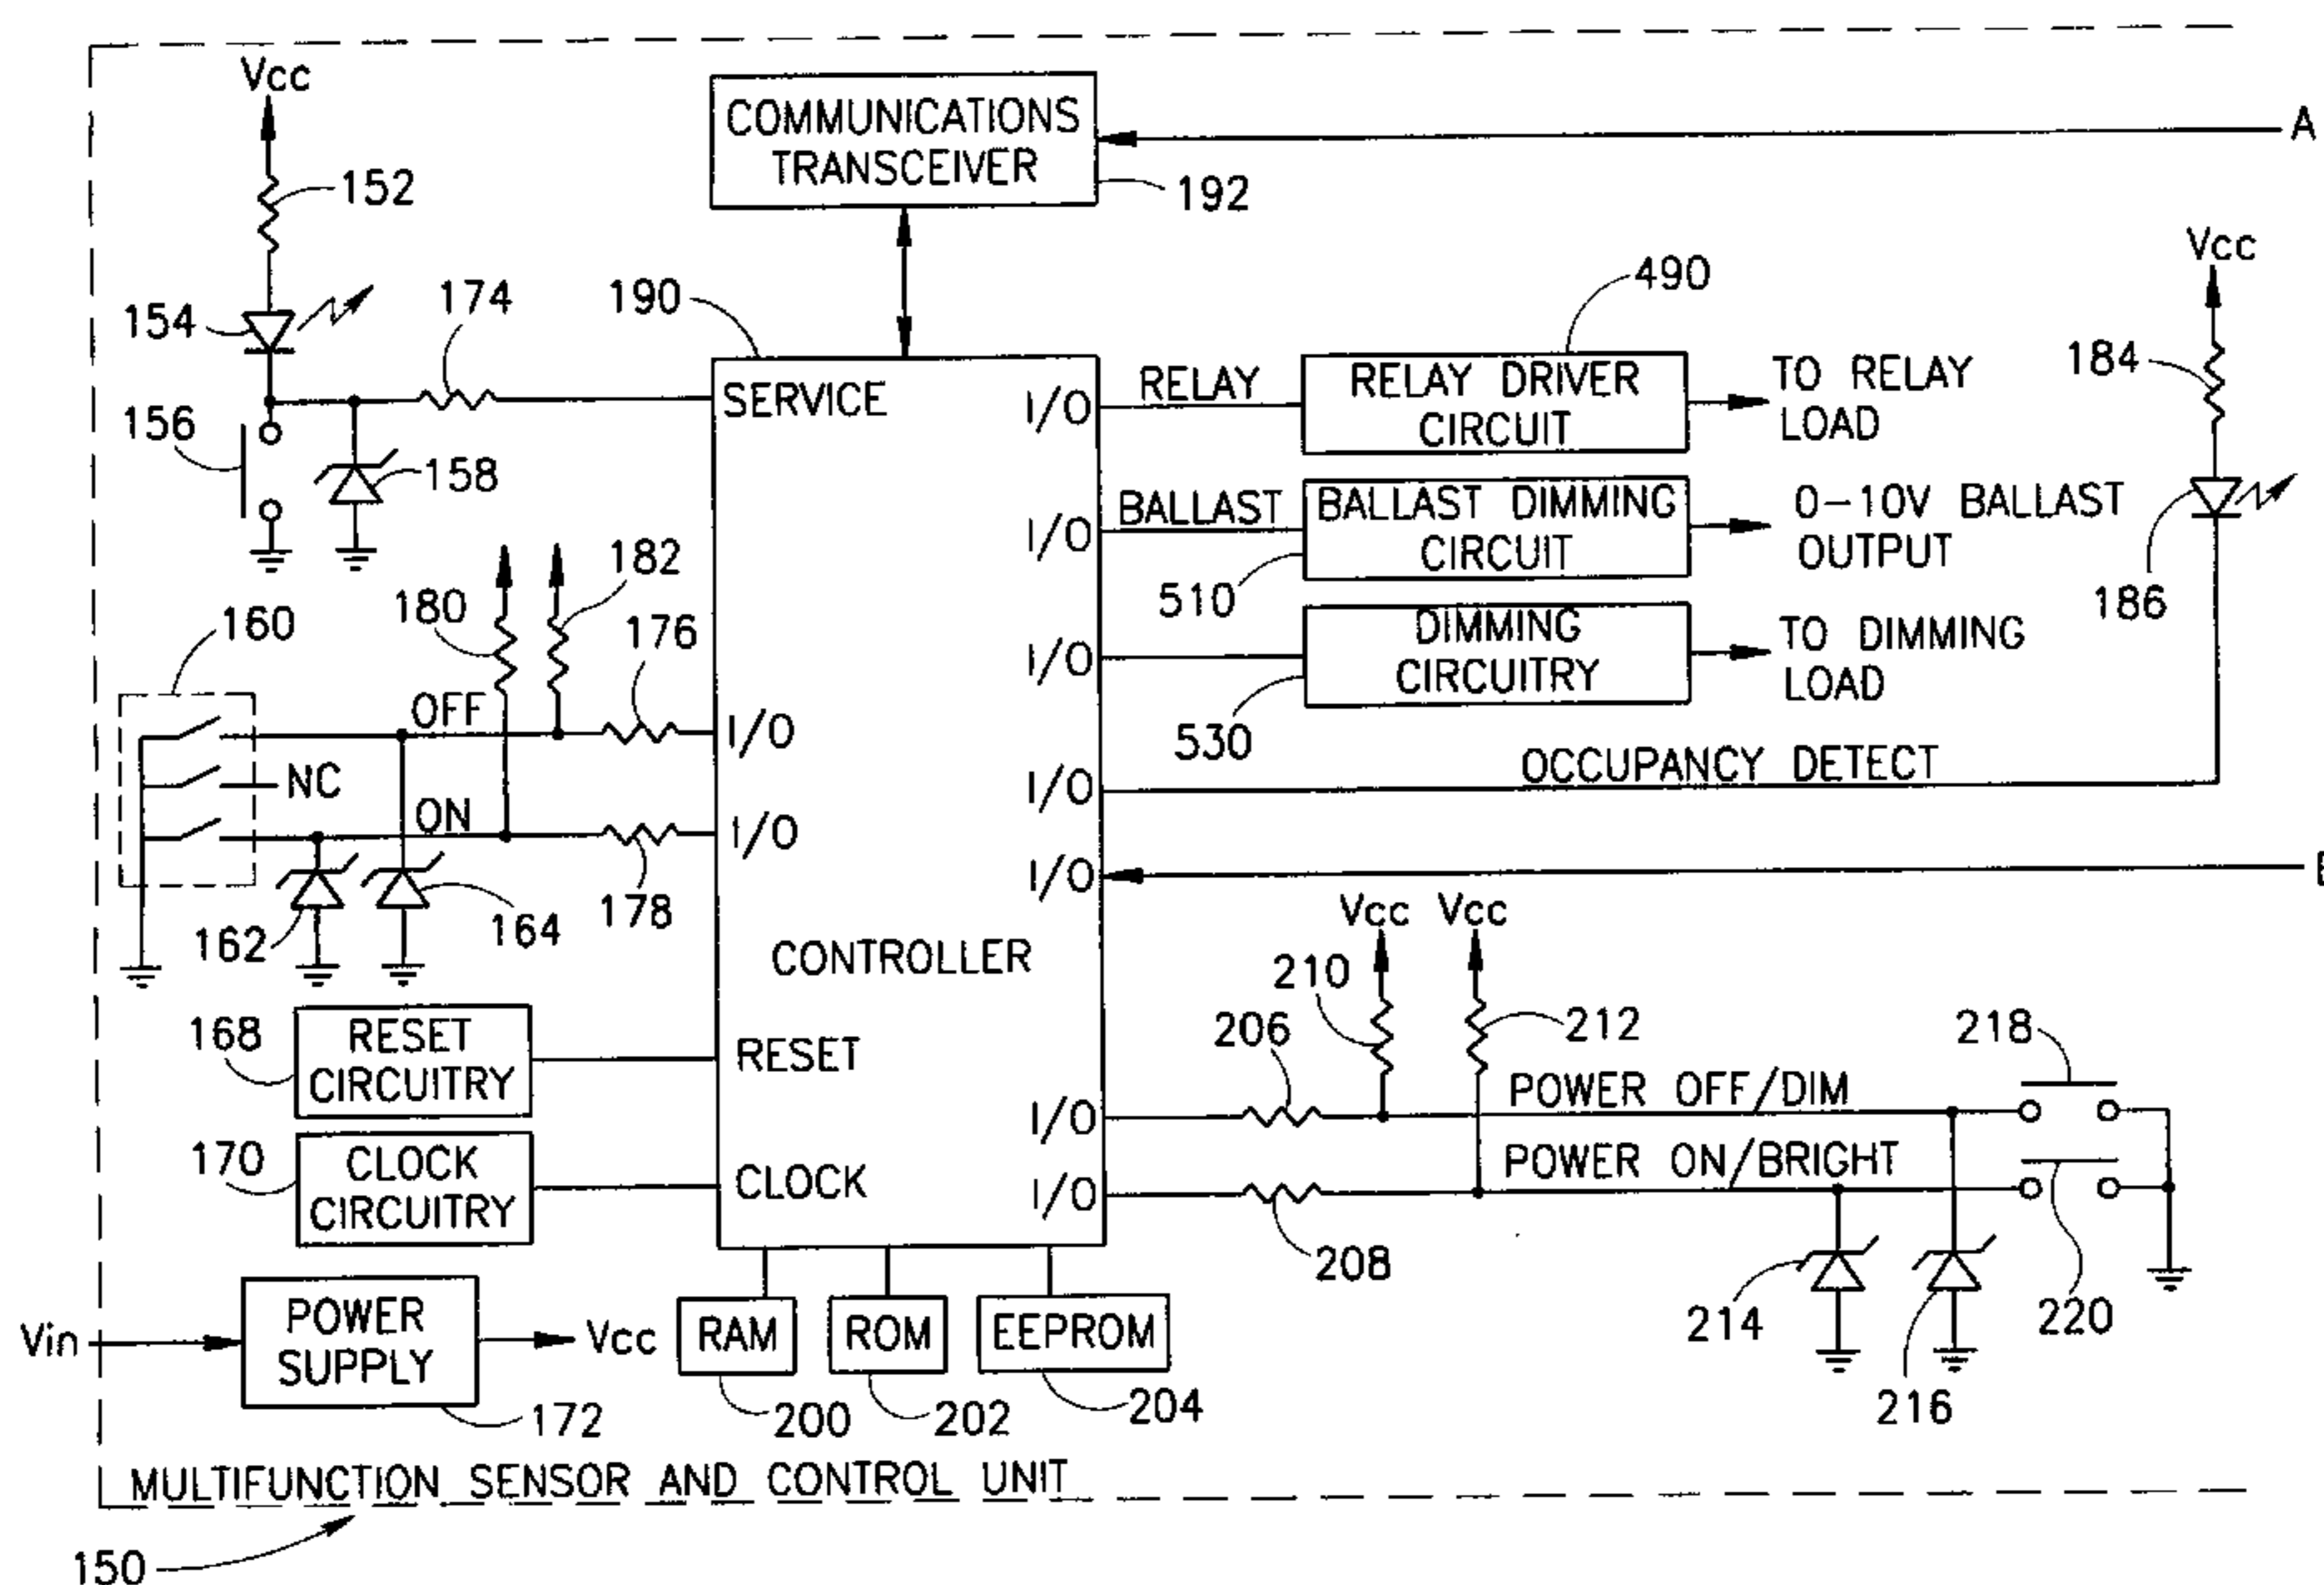 Vcc
COMMUNICATIONS
TRANSCEIVER
A
152
192
Vcc
490
174
190
154
184
SERVICE
I/O
RELAY
RELAY DRIVER
CIRCUIT
TO RELAY
LOAD
156
158
I/O
BALLAST
BALLAST DIMMING
CIRCUIT
0-10V BALLAST
OUTPUT
182
180
510
186
160
176
I/O
DIMMING
CIRCUITRY
TO DIMMING
LOAD
OFF
I/O
530
NC
OCCUPANCY DETECT
I/O
ON
I/O
I/O
178
164
162
Vcc
Vcc
CONTROLLER
210
206
212
218
168
RESET
CIRCUITRY
RESET
POWER OFF/DIM
I/O
170
CLOCK
CIRCUITRY
CLOCK
POWER ON/BRIGHT
I/O
208
214
220
Vin
POWER
SUPPLY
Vcc
RAM
ROM
EEPROM
216
172
200
202
204
MULTIFUNCTION SENSOR AND CONTROL UNIT
150